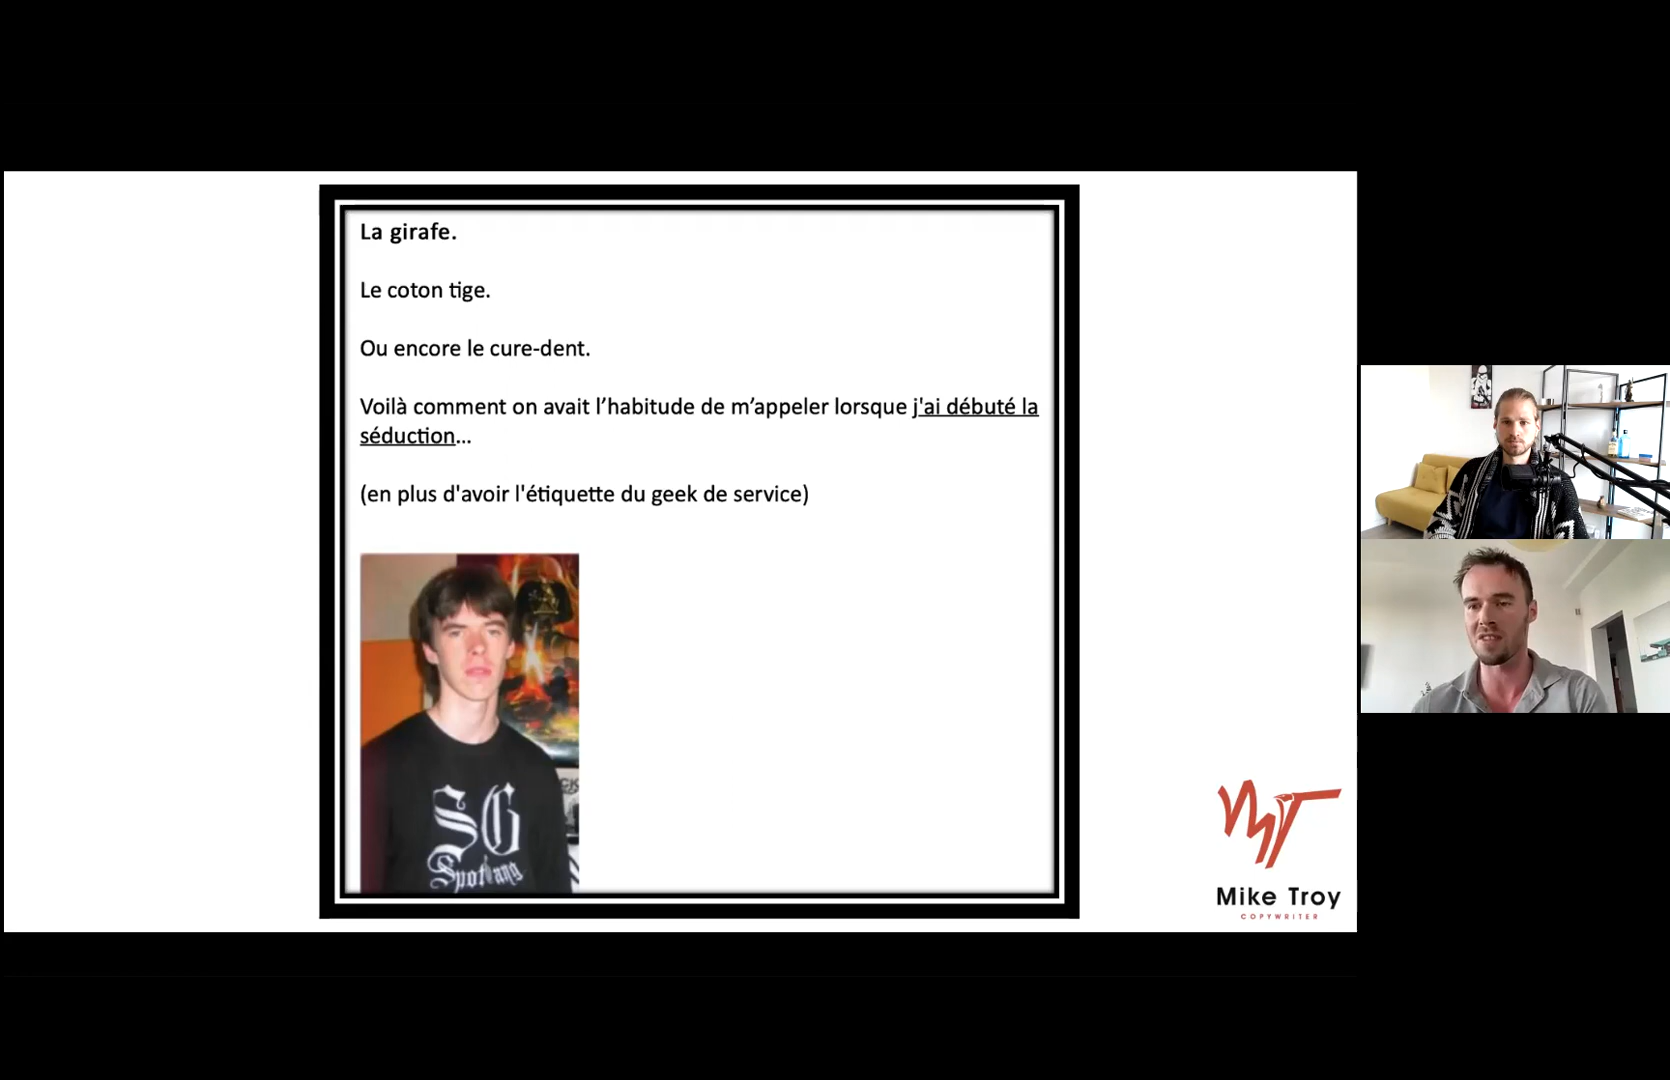 La girafe.
Le coton tige.
Ou encore le cure-dent.
Voilà comment on avait l’habitude de m’appeler lorsque j'ai débuté la
séduction...
(en plus d'avoir l'étiquette du geek de service)
SG
Mike Troy
COPYWRITER